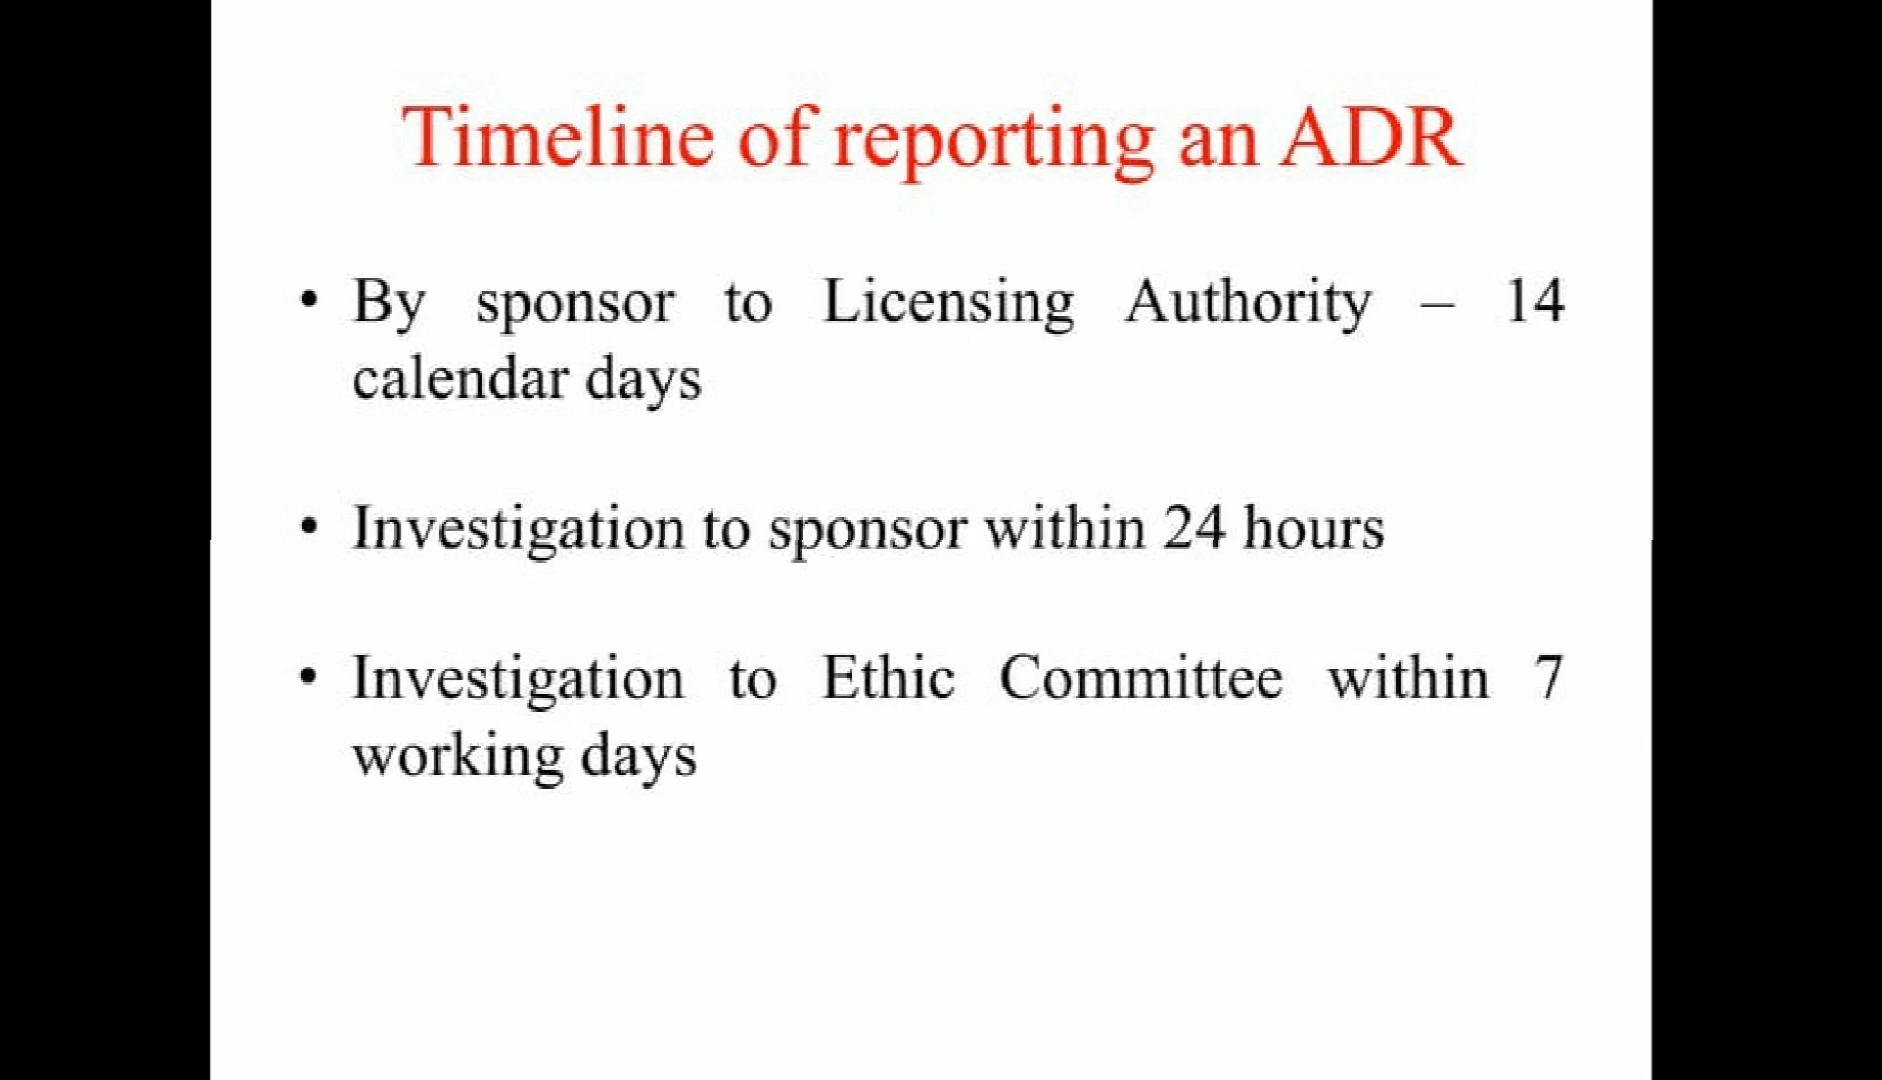 Timeline of reporting an ADR
• By sponsor to Licensing Authority – 14
calendar days
• Investigation to sponsor within 24 hours
• Investigation to Ethic Committee within 7
working days